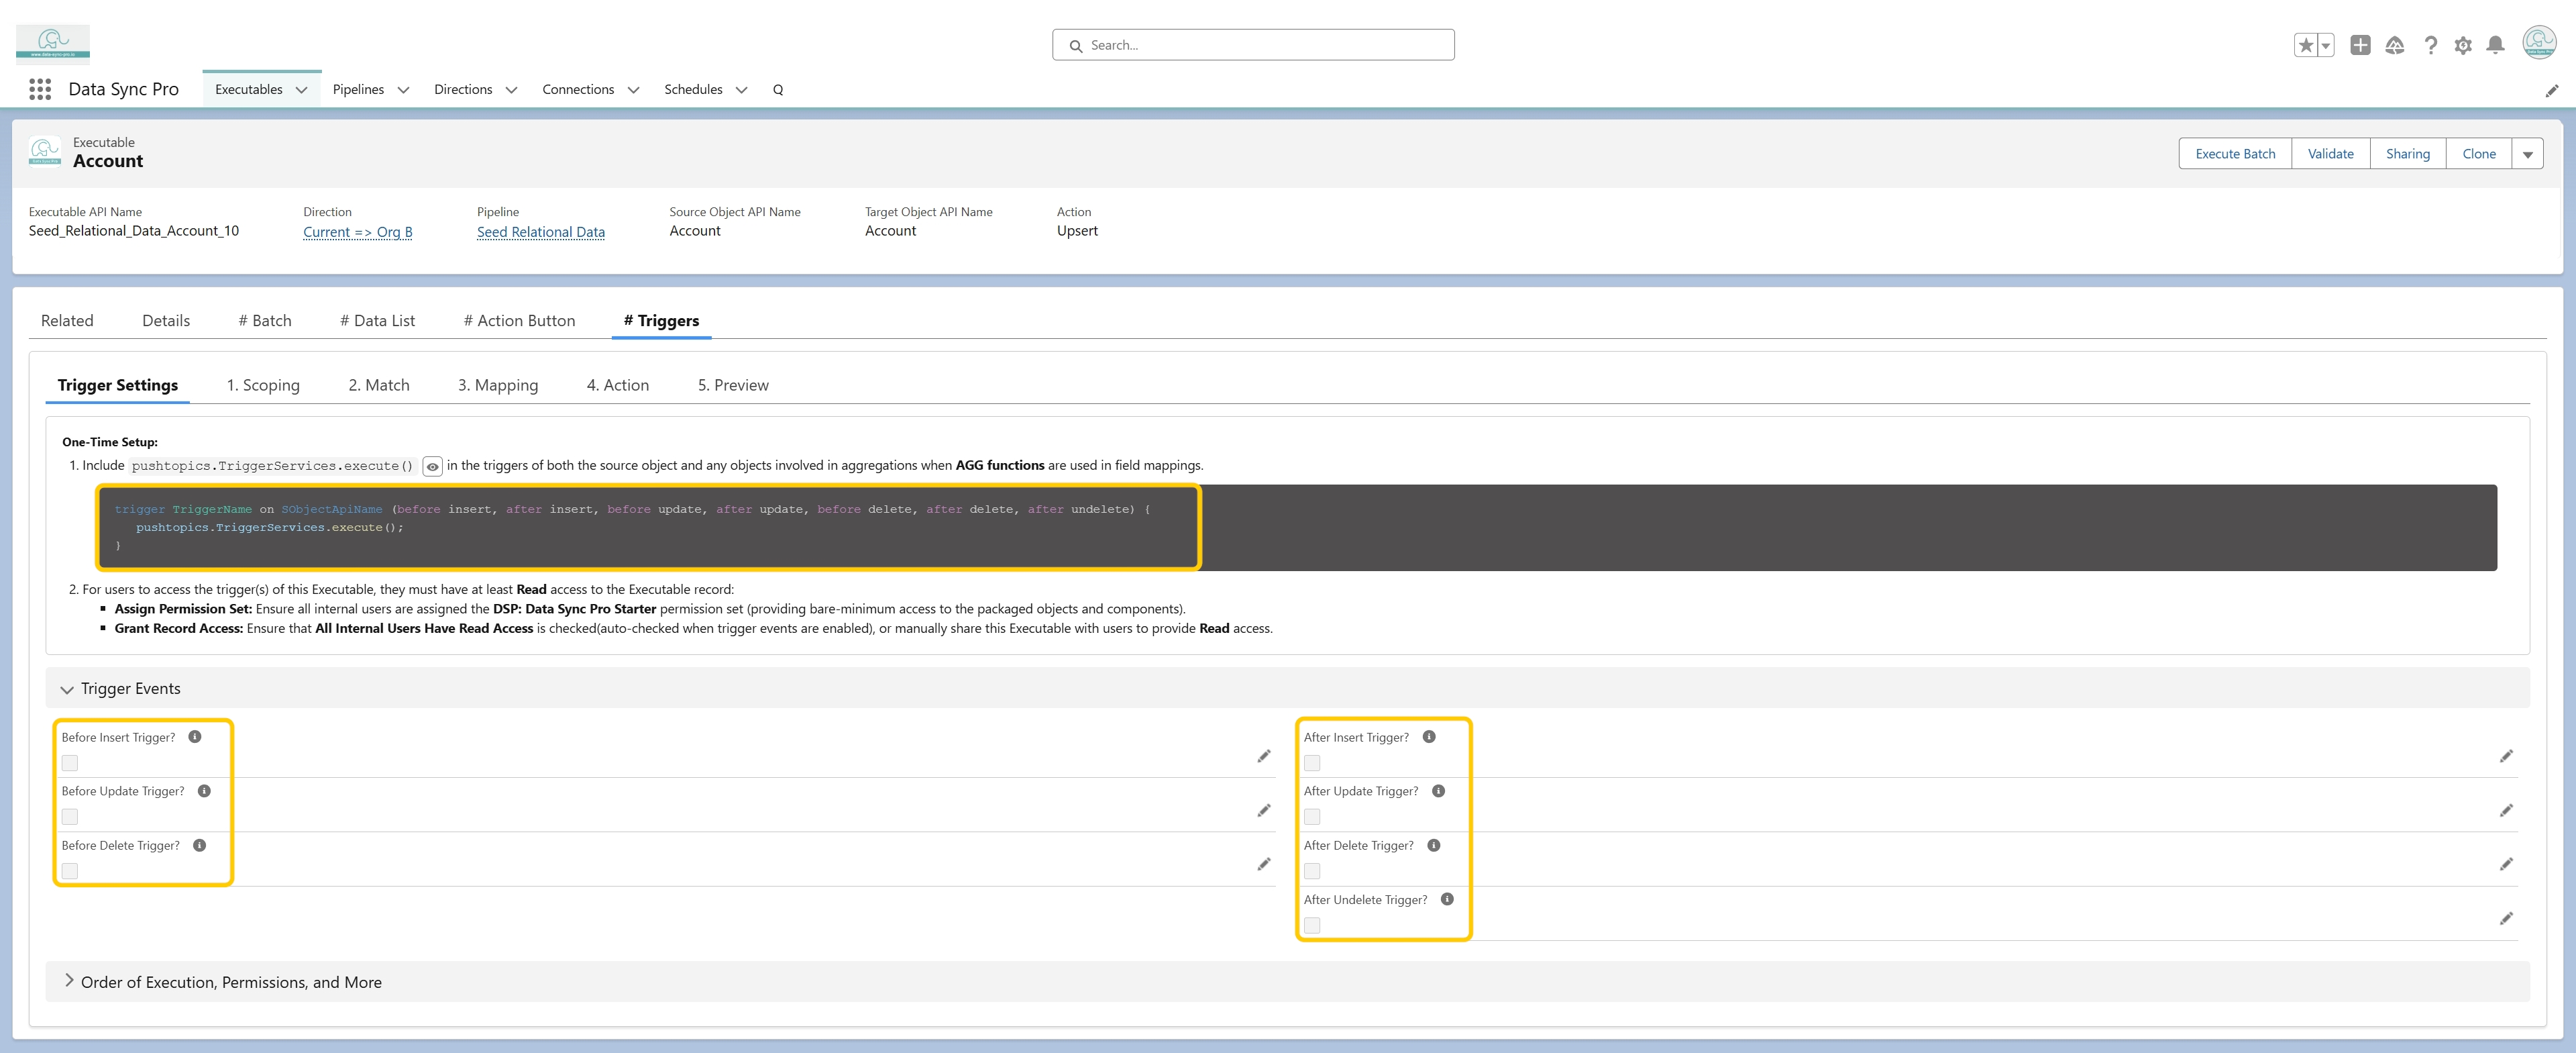 www.data-sync-pro.io
Search...
Data Sync Pro
Executables
Pipelines
Directions
Connections
Schedules
Q
Executable
Account
Execute Batch
Validate
Sharing
Clone
Executable API Name
Seed_Relational_Data_Account_10
Direction
Current => Org B
Pipeline
Seed Relational Data
Source Object API Name
Account
Target Object API Name
Account
Action
Upsert
Related
Details
# Batch
# Data List
# Action Button
# Triggers
Trigger Settings
1. Scoping
2. Match
3. Mapping
4. Action
5. Preview
One-Time Setup:
1. Include pushtopics.TriggerServices.execute() in the triggers of both the source object and any objects involved in aggregations when AGG functions are used in field mappings.
trigger TriggerName on SObjectApiName (before insert, after insert, before update, after update, before delete, after delete, after undelete) {
pushtopics.TriggerServices.execute();
}
2. For users to access the trigger(s) of this Executable, they must have at least Read access to the Executable record:
▪ Assign Permission Set: Ensure all internal users are assigned the DSP: Data Sync Pro Starter permission set (providing bare-minimum access to the packaged objects and components).
▪ Grant Record Access: Ensure that All Internal Users Have Read Access is checked(auto-checked when trigger events are enabled), or manually share this Executable with users to provide Read access.
Trigger Events
Before Insert Trigger?
After Insert Trigger?
Before Update Trigger?
After Update Trigger?
Before Delete Trigger?
After Delete Trigger?
After Undelete Trigger?
Order of Execution, Permissions, and More